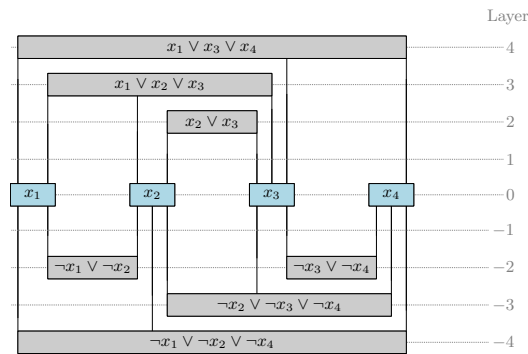 Layer
x₁ ∨ x₃ ∨ x₄ 4
x₁ ∨ x₂ ∨ x₃ 3
x₂ ∨ x₃ 2
1
x₁ x₂ x₃ x₄ 0
−1
¬x₁ ∨ ¬x₂ ¬x₃ ∨ ¬x₄ −2
¬x₂ ∨ ¬x₃ ∨ ¬x₄ −3
¬x₁ ∨ ¬x₂ ∨ ¬x₄ −4